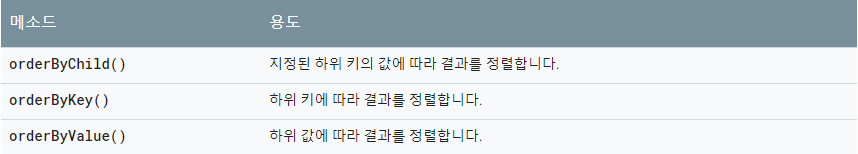 메소드 용도
orderByChild() 지정된 하위 키의 값에 따라 결과를 정렬합니다.
orderByKey() 하위 키에 따라 결과를 정렬합니다.
orderByValue() 하위 값에 따라 결과를 정렬합니다.